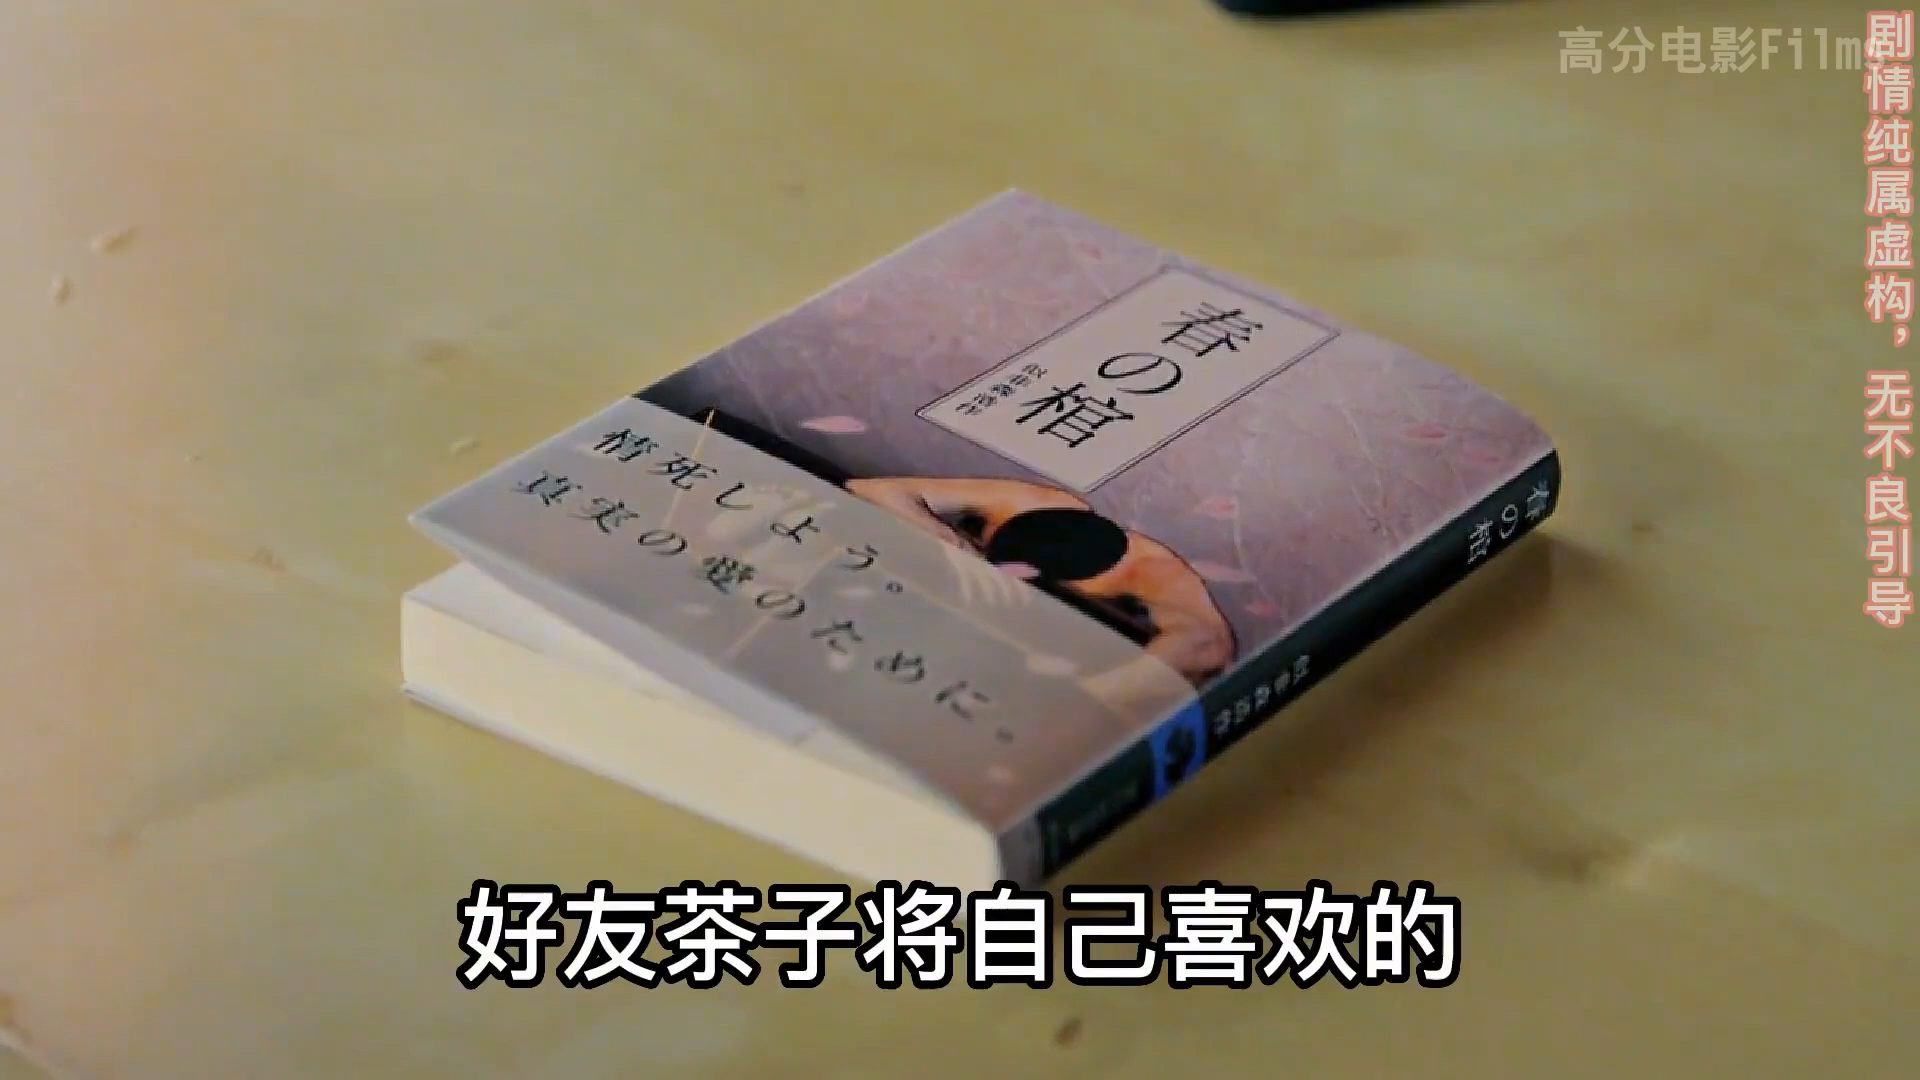 高分电影Films
剧情纯属虚构，无不良引导
春の棺
情死しよう。
真実の愛のために。
春の棺
好友茶子将自己喜欢的